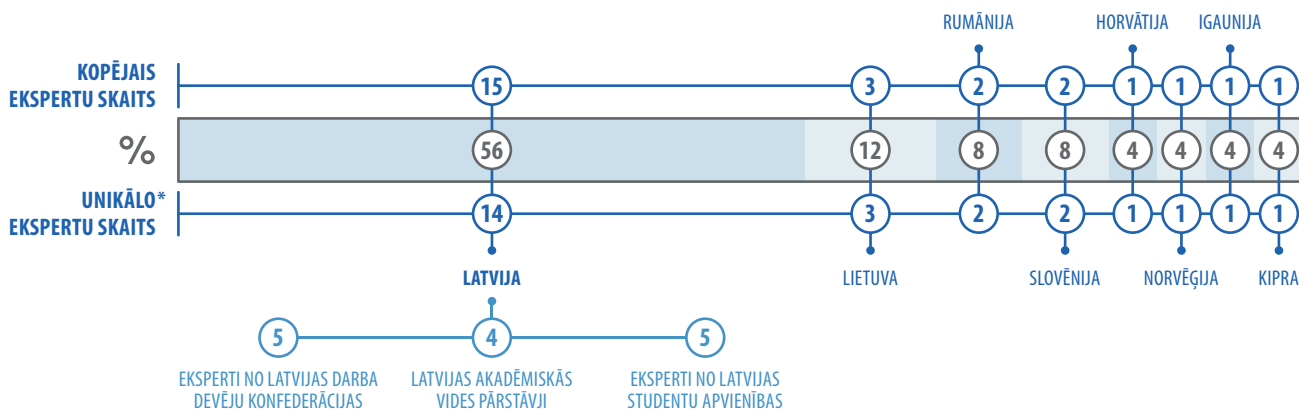 RUMĀNIJA
HORVĀTIJA
IGAUNIJA
KOPĒJAIS
EKSPERTU SKAITS
15
3
2
2
1
1
1
1
%
56
12
8
8
4
4
4
4
UNIKĀLO*
EKSPERTU SKAITS
14
3
2
2
1
1
1
1
LATVIJA
LIETUVA
SLOVĒNIJA
NORVĒĢIJA
KIPRA
5
4
5
EKSPERTI NO LATVIJAS DARBA
DEVĒJU KONFEDERĀCIJAS
LATVIJAS AKADĒMISKĀS
VIDES PĀRSTĀVJI
EKSPERTI NO LATVIJAS
STUDENTU APVIENĪBAS